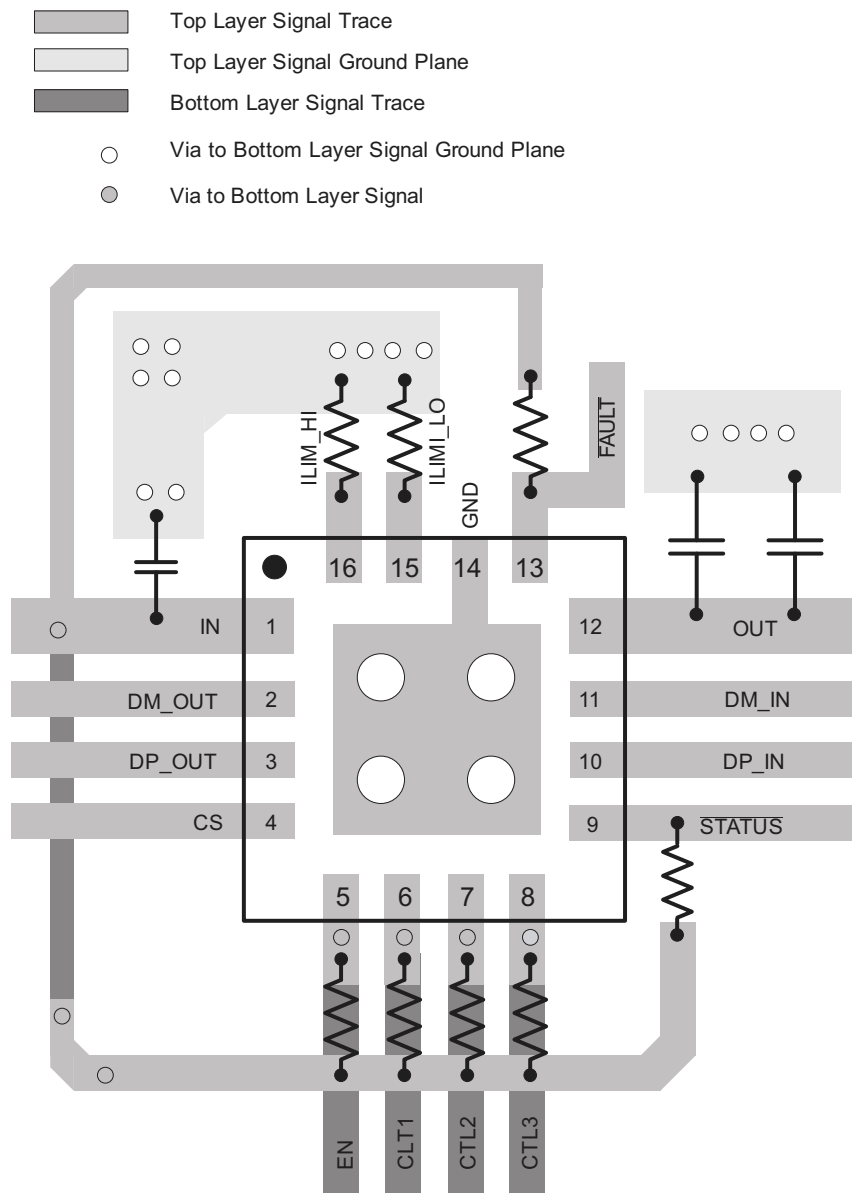 Top Layer Signal Trace
Top Layer Signal Ground Plane
Bottom Layer Signal Trace
Via to Bottom Layer Signal Ground Plane
Via to Bottom Layer Signal
ILIM_HI
ILIMI_LO
GND
FAULT
16
15
14
13
IN
1
DM_OUT
2
DP_OUT
3
CS
4
12
OUT
11
DM_IN
10
DP_IN
9
STATUS
5
6
7
8
EN
CLT1
CTL2
CTL3